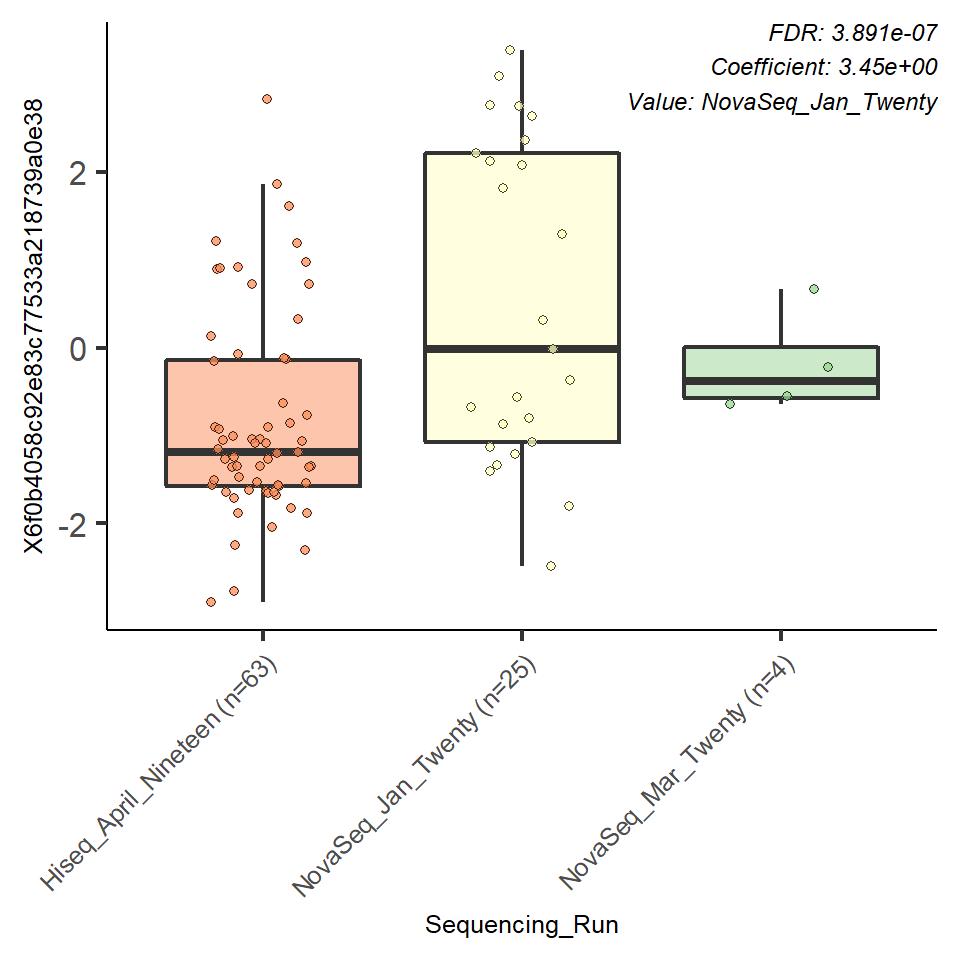 FDR: 3.891e-07
Coefficient: 3.45e+00
Value: NovaSeq_Jan_Twenty
X6f0b4058c92e83c77533a218739a0e38
2
0
-2
Hiseq_April_Nineteen (n=63)
NovaSeq_Jan_Twenty (n=25)
NovaSeq_Mar_Twenty (n=4)
Sequencing_Run